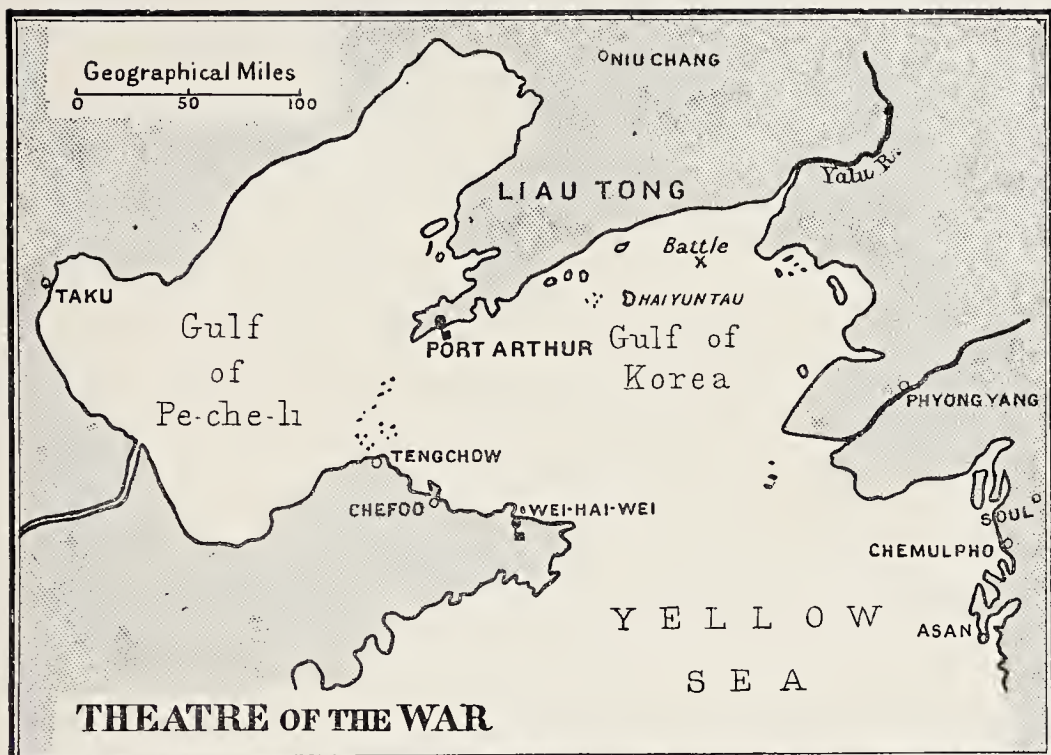 Geographical Miles
0 50 100
NIU CHANG
LIAU TONG
Yalu R.
Battle
x
TAKU
HAIYUNTAU
Gulf
of
Pe-che-li
PORT ARTHUR
Gulf of
Korea
PHYONG YANG
TENGCHOW
CHEFOO
WEI-HAI-WEI
SOUL
CHEMULPHO
YELLOW
SEA
ASAN
THEATRE OF THE WAR